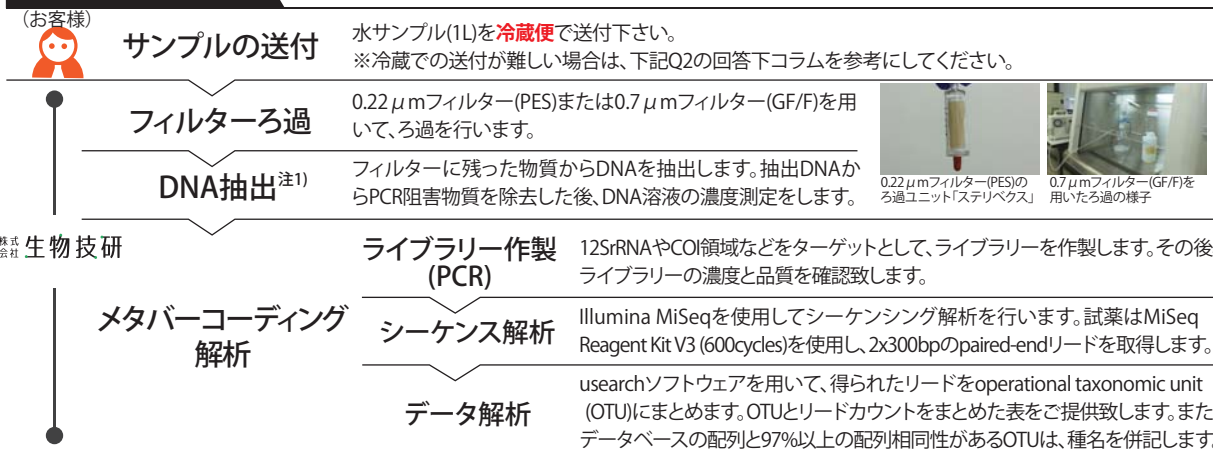 (お客様)
サンプルの送付
水サンプル(1L)を冷蔵便で送付下さい。
※冷蔵での送付が難しい場合は、下記Q2の回答下コラムを参考にしてください。
フィルターろ過
0.22μmフィルター(PES)または0.7μmフィルター(GF/F)を用
いて、ろ過を行います。
DNA抽出注1)
フィルターに残った物質からDNAを抽出します。抽出DNAか
らPCR阻害物質を除去した後、DNA溶液の濃度測定をします。
0.22μmフィルター(PES)の
ろ過ユニット「ステリベクス」
0.7μmフィルター(GF/F)を
用いたろ過の様子
株式会社 生物技研
メタバーコーディング
解析
ライブラリー作製
(PCR)
12SrRNAやCOI領域などをターゲットとして、ライブラリーを作製します。その後
ライブラリーの濃度と品質を確認致します。
シーケンス解析
Illumina MiSeqを使用してシーケンシング解析を行います。試薬はMiSeq
Reagent Kit V3 (600cycles)を使用し、2x300bpのpaired-endリードを取得します。
データ解析
usearchソフトウェアを用いて、得られたリードをoperational taxonomic unit
(OTU)にまとめます。OTUとリードカウントをまとめた表をご提供致します。また
データベースの配列と97%以上の配列相同性があるOTUは、種名を併記します。